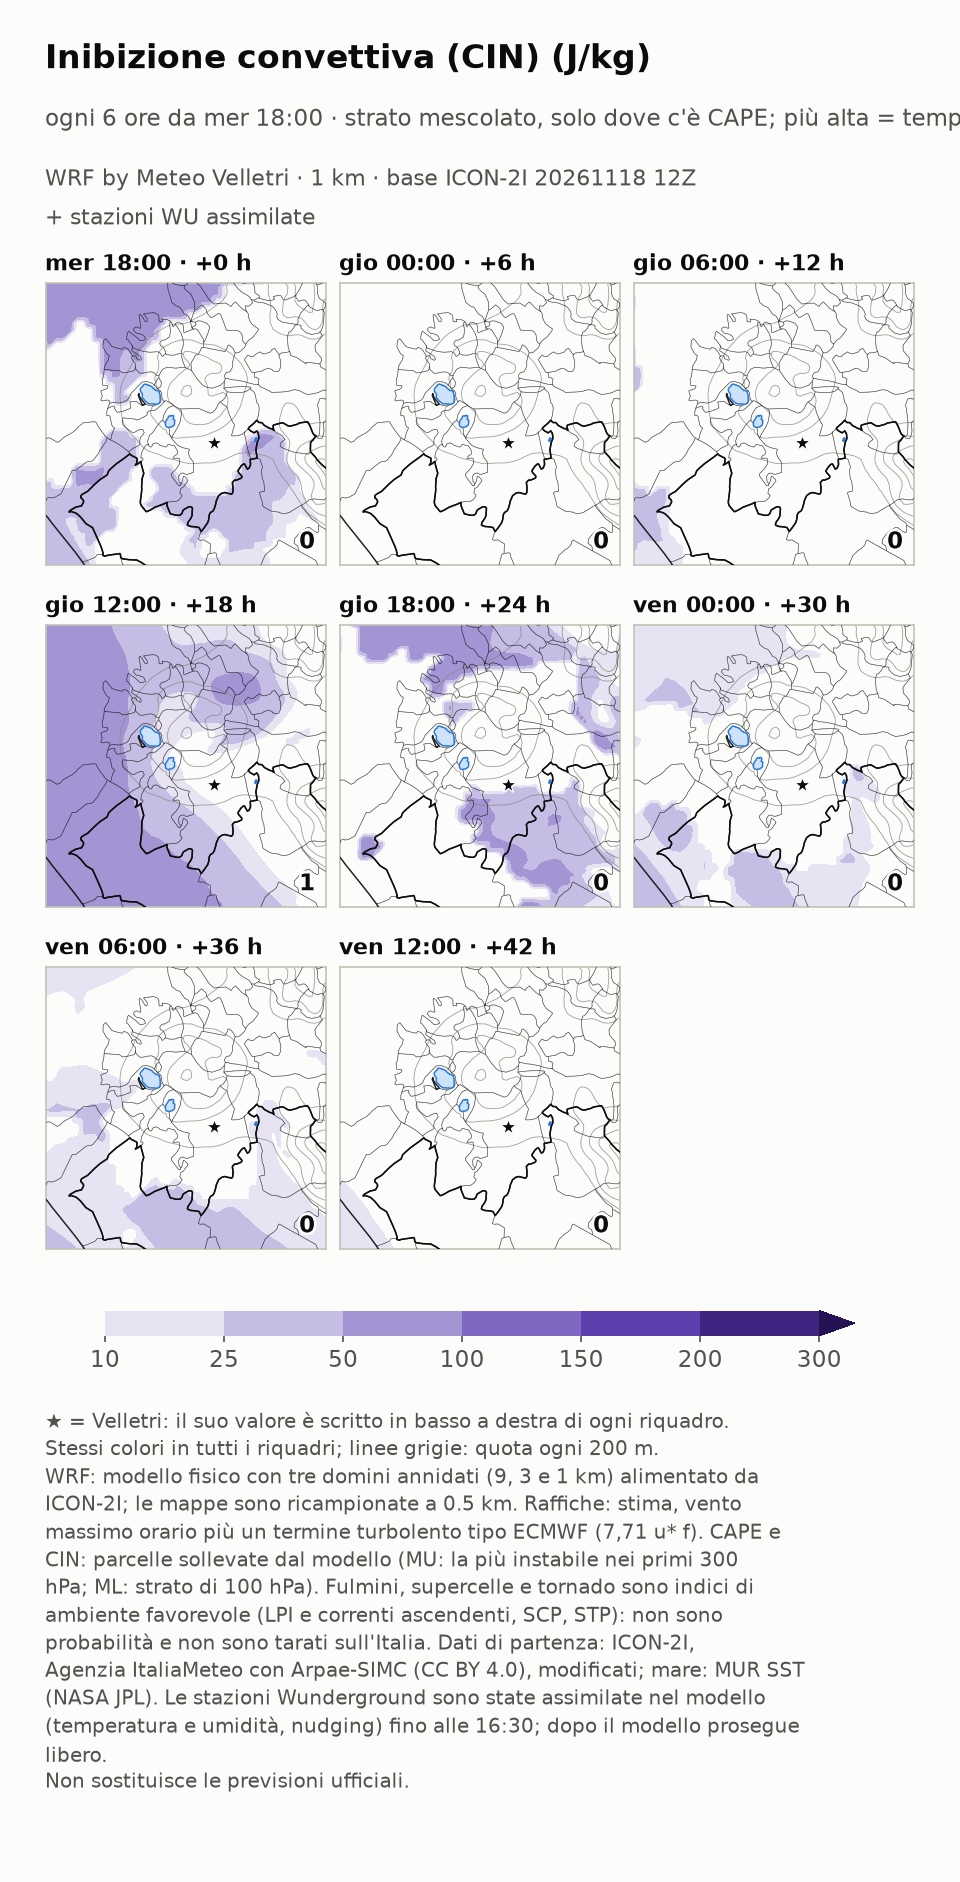 Inibizione convettiva (CIN) (J/kg)
ogni 6 ore da mer 18:00 · strato mescolato, solo dove c'è CAPE; più alta = temp
WRF by Meteo Velletri · 1 km · base ICON-2I 20261118 12Z
+ stazioni WU assimilate
mer 18:00 · +0 h
gio 00:00 · +6 h
gio 06:00 · +12 h
0
0
0
gio 12:00 · +18 h
gio 18:00 · +24 h
ven 00:00 · +30 h
1
0
0
ven 06:00 · +36 h
ven 12:00 · +42 h
0
0
10 25 50 100 150 200 300
★ = Velletri: il suo valore è scritto in basso a destra di ogni riquadro.
Stessi colori in tutti i riquadri; linee grigie: quota ogni 200 m.
WRF: modello fisico con tre domini annidati (9, 3 e 1 km) alimentato da
ICON-2I; le mappe sono ricampionate a 0.5 km. Raffiche: stima, vento
massimo orario più un termine turbolento tipo ECMWF (7,71 u* f). CAPE e
CIN: parcelle sollevate dal modello (MU: la più instabile nei primi 300
hPa; ML: strato di 100 hPa). Fulmini, supercelle e tornado sono indici di
ambiente favorevole (LPI e correnti ascendenti, SCP, STP): non sono
probabilità e non sono tarati sull'Italia. Dati di partenza: ICON-2I,
Agenzia ItaliaMeteo con Arpae-SIMC (CC BY 4.0), modificati; mare: MUR SST
(NASA JPL). Le stazioni Wunderground sono state assimilate nel modello
(temperatura e umidità, nudging) fino alle 16:30; dopo il modello prosegue
libero.
Non sostituisce le previsioni ufficiali.